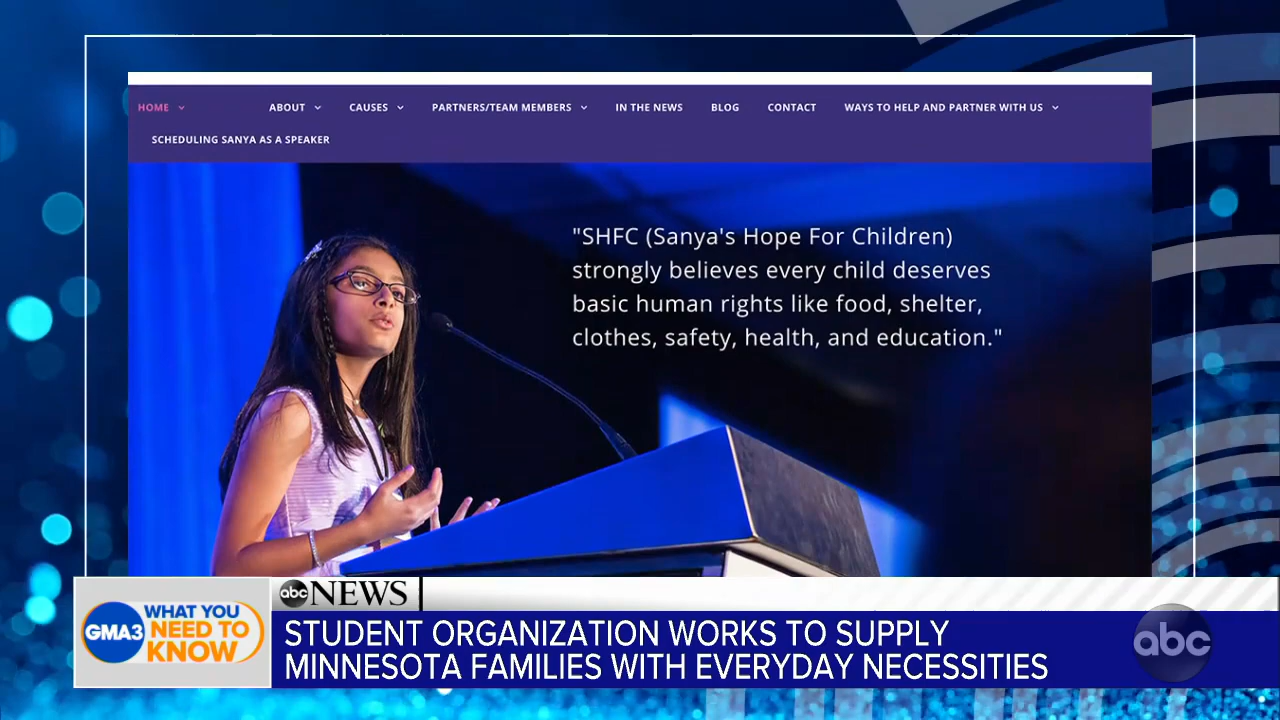 HOME
ABOUT
CAUSES
PARTNERS/TEAM MEMBERS
IN THE NEWS
BLOG
CONTACT
WAYS TO HELP AND PARTNER WITH US
SCHEDULING SANYA AS A SPEAKER
"SHFC (Sanya's Hope For Children)
strongly believes every child deserves
basic human rights like food, shelter,
clothes, safety, health, and education."
GMA3
WHAT YOU
NEED TO
KNOW
abc NEWS
STUDENT ORGANIZATION WORKS TO SUPPLY
MINNESOTA FAMILIES WITH EVERYDAY NECESSITIES
abc